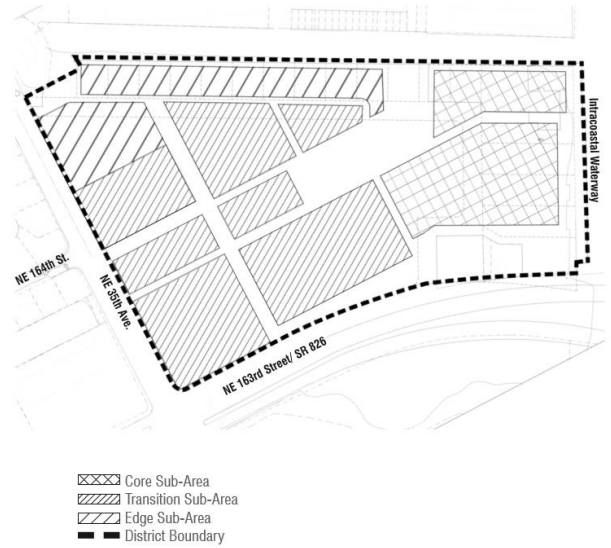 Intracoastal Waterway
NE 164th St.
NE 35th Ave.
NE 163rd Street/ SR 826
Core Sub-Area
Transition Sub-Area
Edge Sub-Area
District Boundary